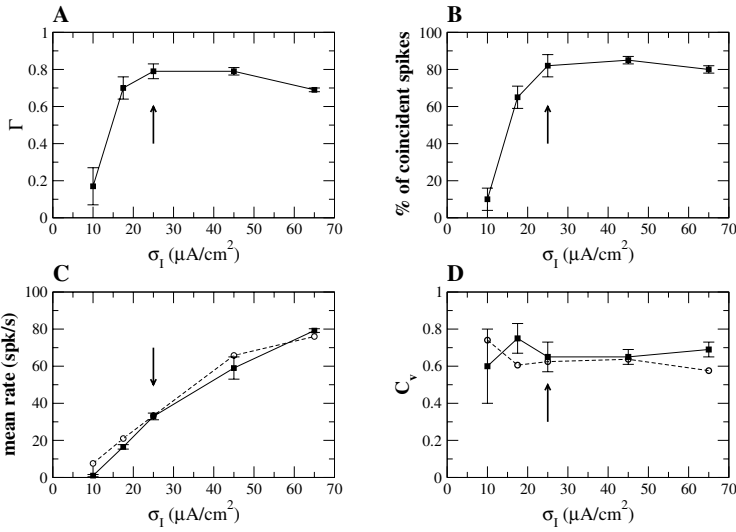 A
B
Γ
0
0.2
0.4
0.6
0.8
1
0 10 20 30 40 50 60 70
σI (μA/cm2)
% of coincident spikes
0
20
40
60
80
100
0 10 20 30 40 50 60 70
σI (μA/cm2)
C
D
mean rate (spk/s)
0
20
40
60
80
100
0 10 20 30 40 50 60 70
σI (μA/cm2)
Cv
0
0.2
0.4
0.6
0.8
1
0 10 20 30 40 50 60 70
σI (μA/cm2)